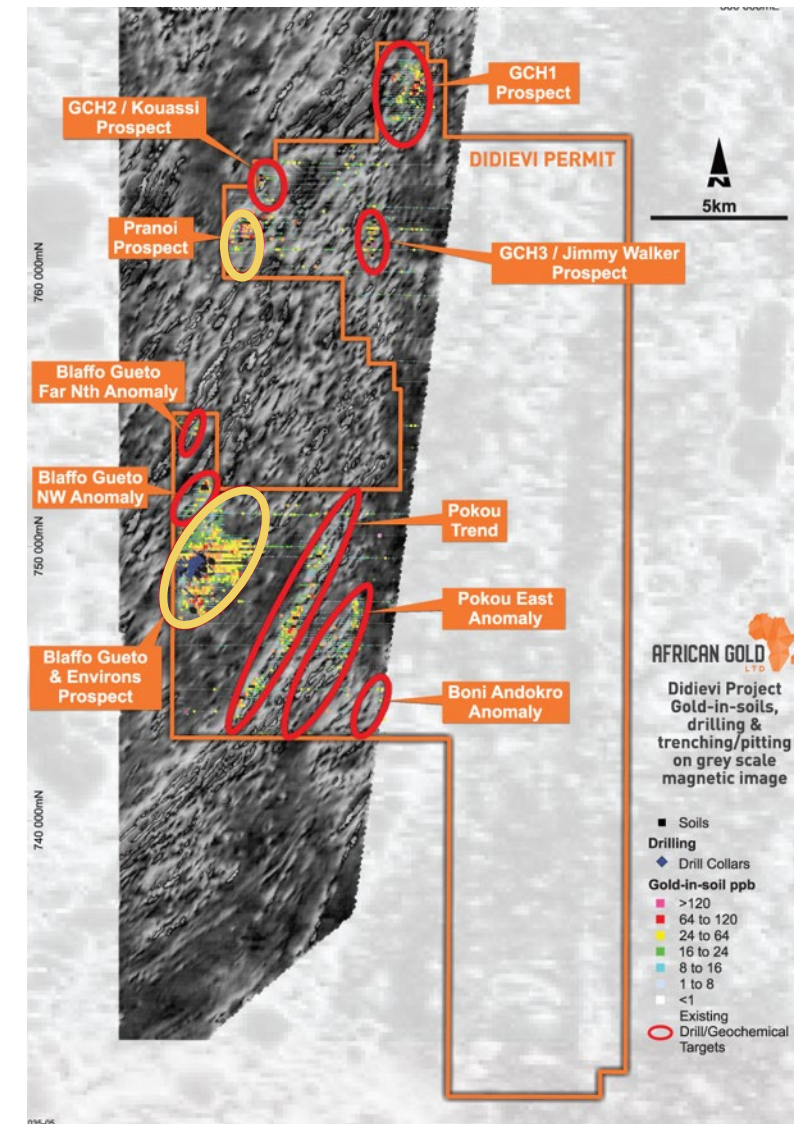 GCH1
Prospect
GCH2 / Kouassi
Prospect
DIDIEVI PERMIT
N
5km
Pranoi
Prospect
GCH3 / Jimmy Walker
Prospect
760 000mN
Blaffo Gueto
Far Nth Anomaly
Blaffo Gueto
NW Anomaly
Pokou
Trend
750 000mN
Pokou East
Anomaly
Blaffo Gueto
& Environs
Prospect
Boni Andokro
Anomaly
AFRICAN GOLD
LTD
Didievi Project
Gold-in-soils,
drilling &
trenching/pitting
on grey scale
magnetic image
740 000mN
Soils
Drilling
Drill Collars
Gold-in-soil ppb
>120
64 to 120
24 to 64
16 to 24
8 to 16
1 to 8
<1
Existing
Drill/Geochemical
Targets